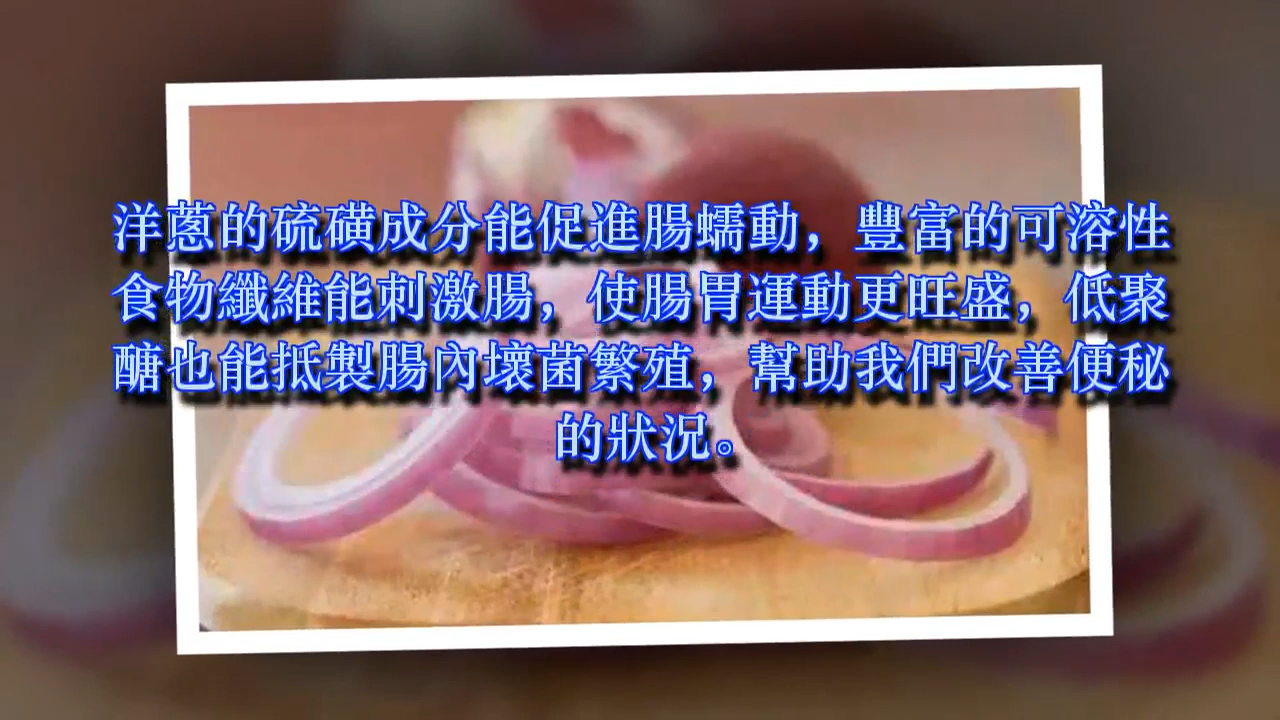 洋蔥的硫磺成分能促進腸蠕動，豐富的可溶性
食物纖維能刺激腸，使腸胃運動更旺盛，低聚
醣也能抵製腸內壞菌繁殖，幫助我們改善便秘
的狀況。